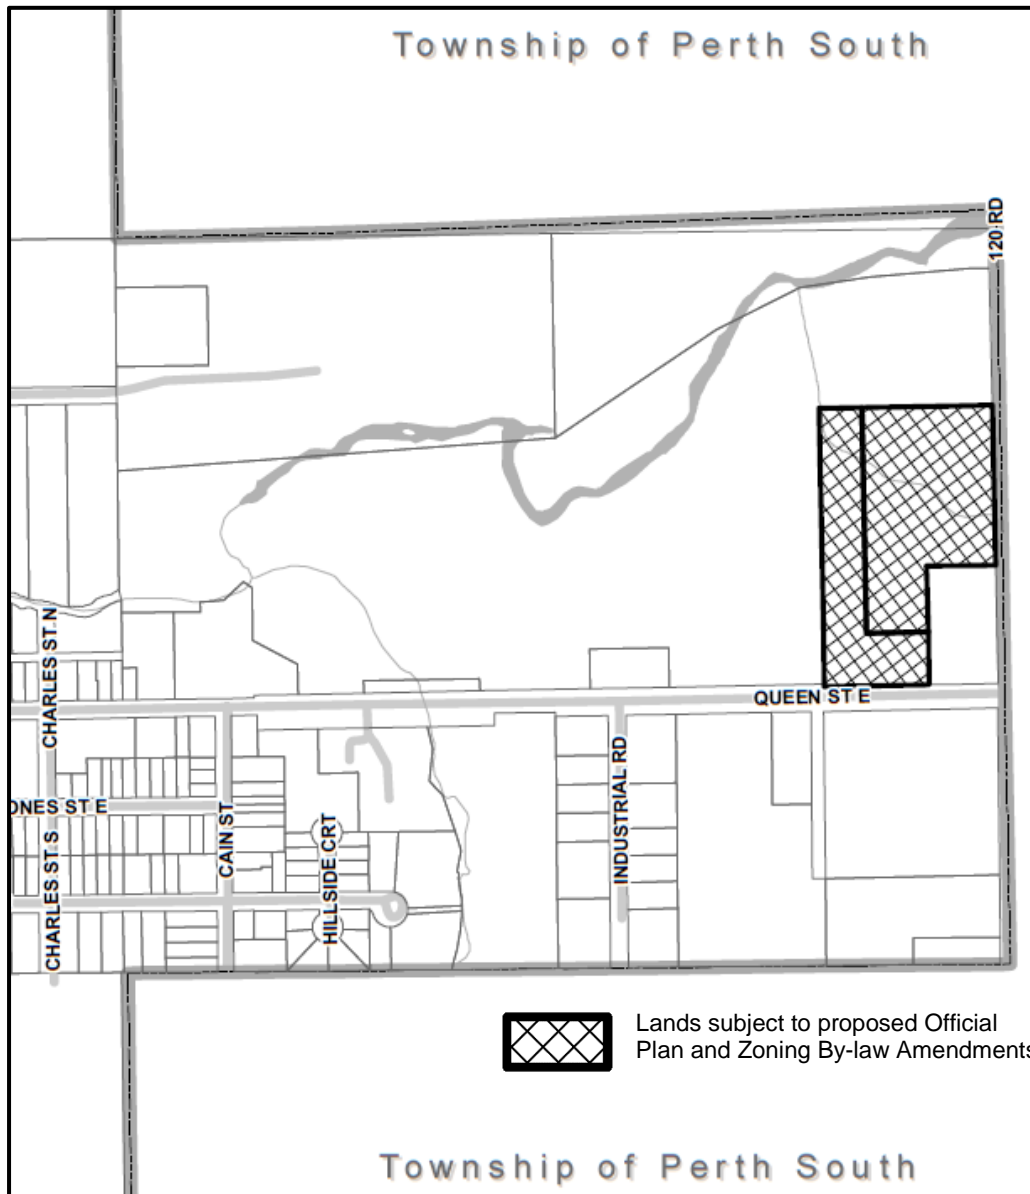 Township of Perth South
120 RD
CHARLES ST N
QUEEN ST E
INDUSTRIAL RD
ONES ST E
CAIN ST
HILLSIDE CRT
CHARLES ST S
Lands subject to proposed Official
Plan and Zoning By-law Amendments
Township of Perth South